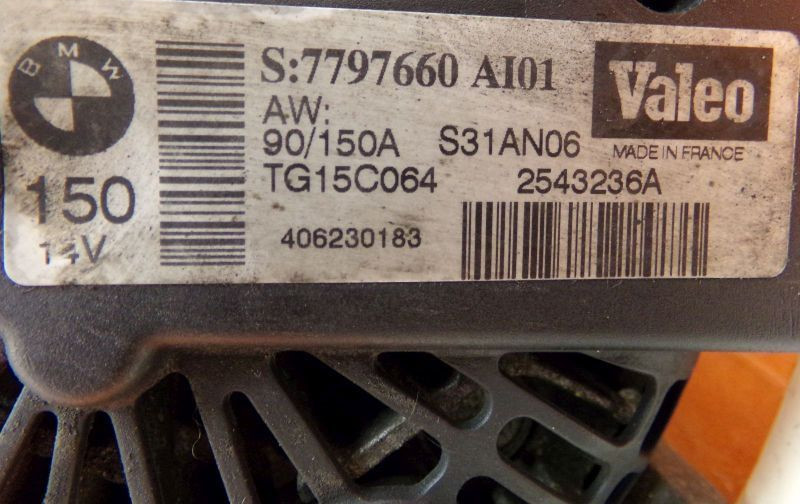 BMW
S:7797660 AI01
Valeo
AW:
90/150A S31AN06
MADE IN FRANCE
150
TG15C064 2543236A
14V
406230183